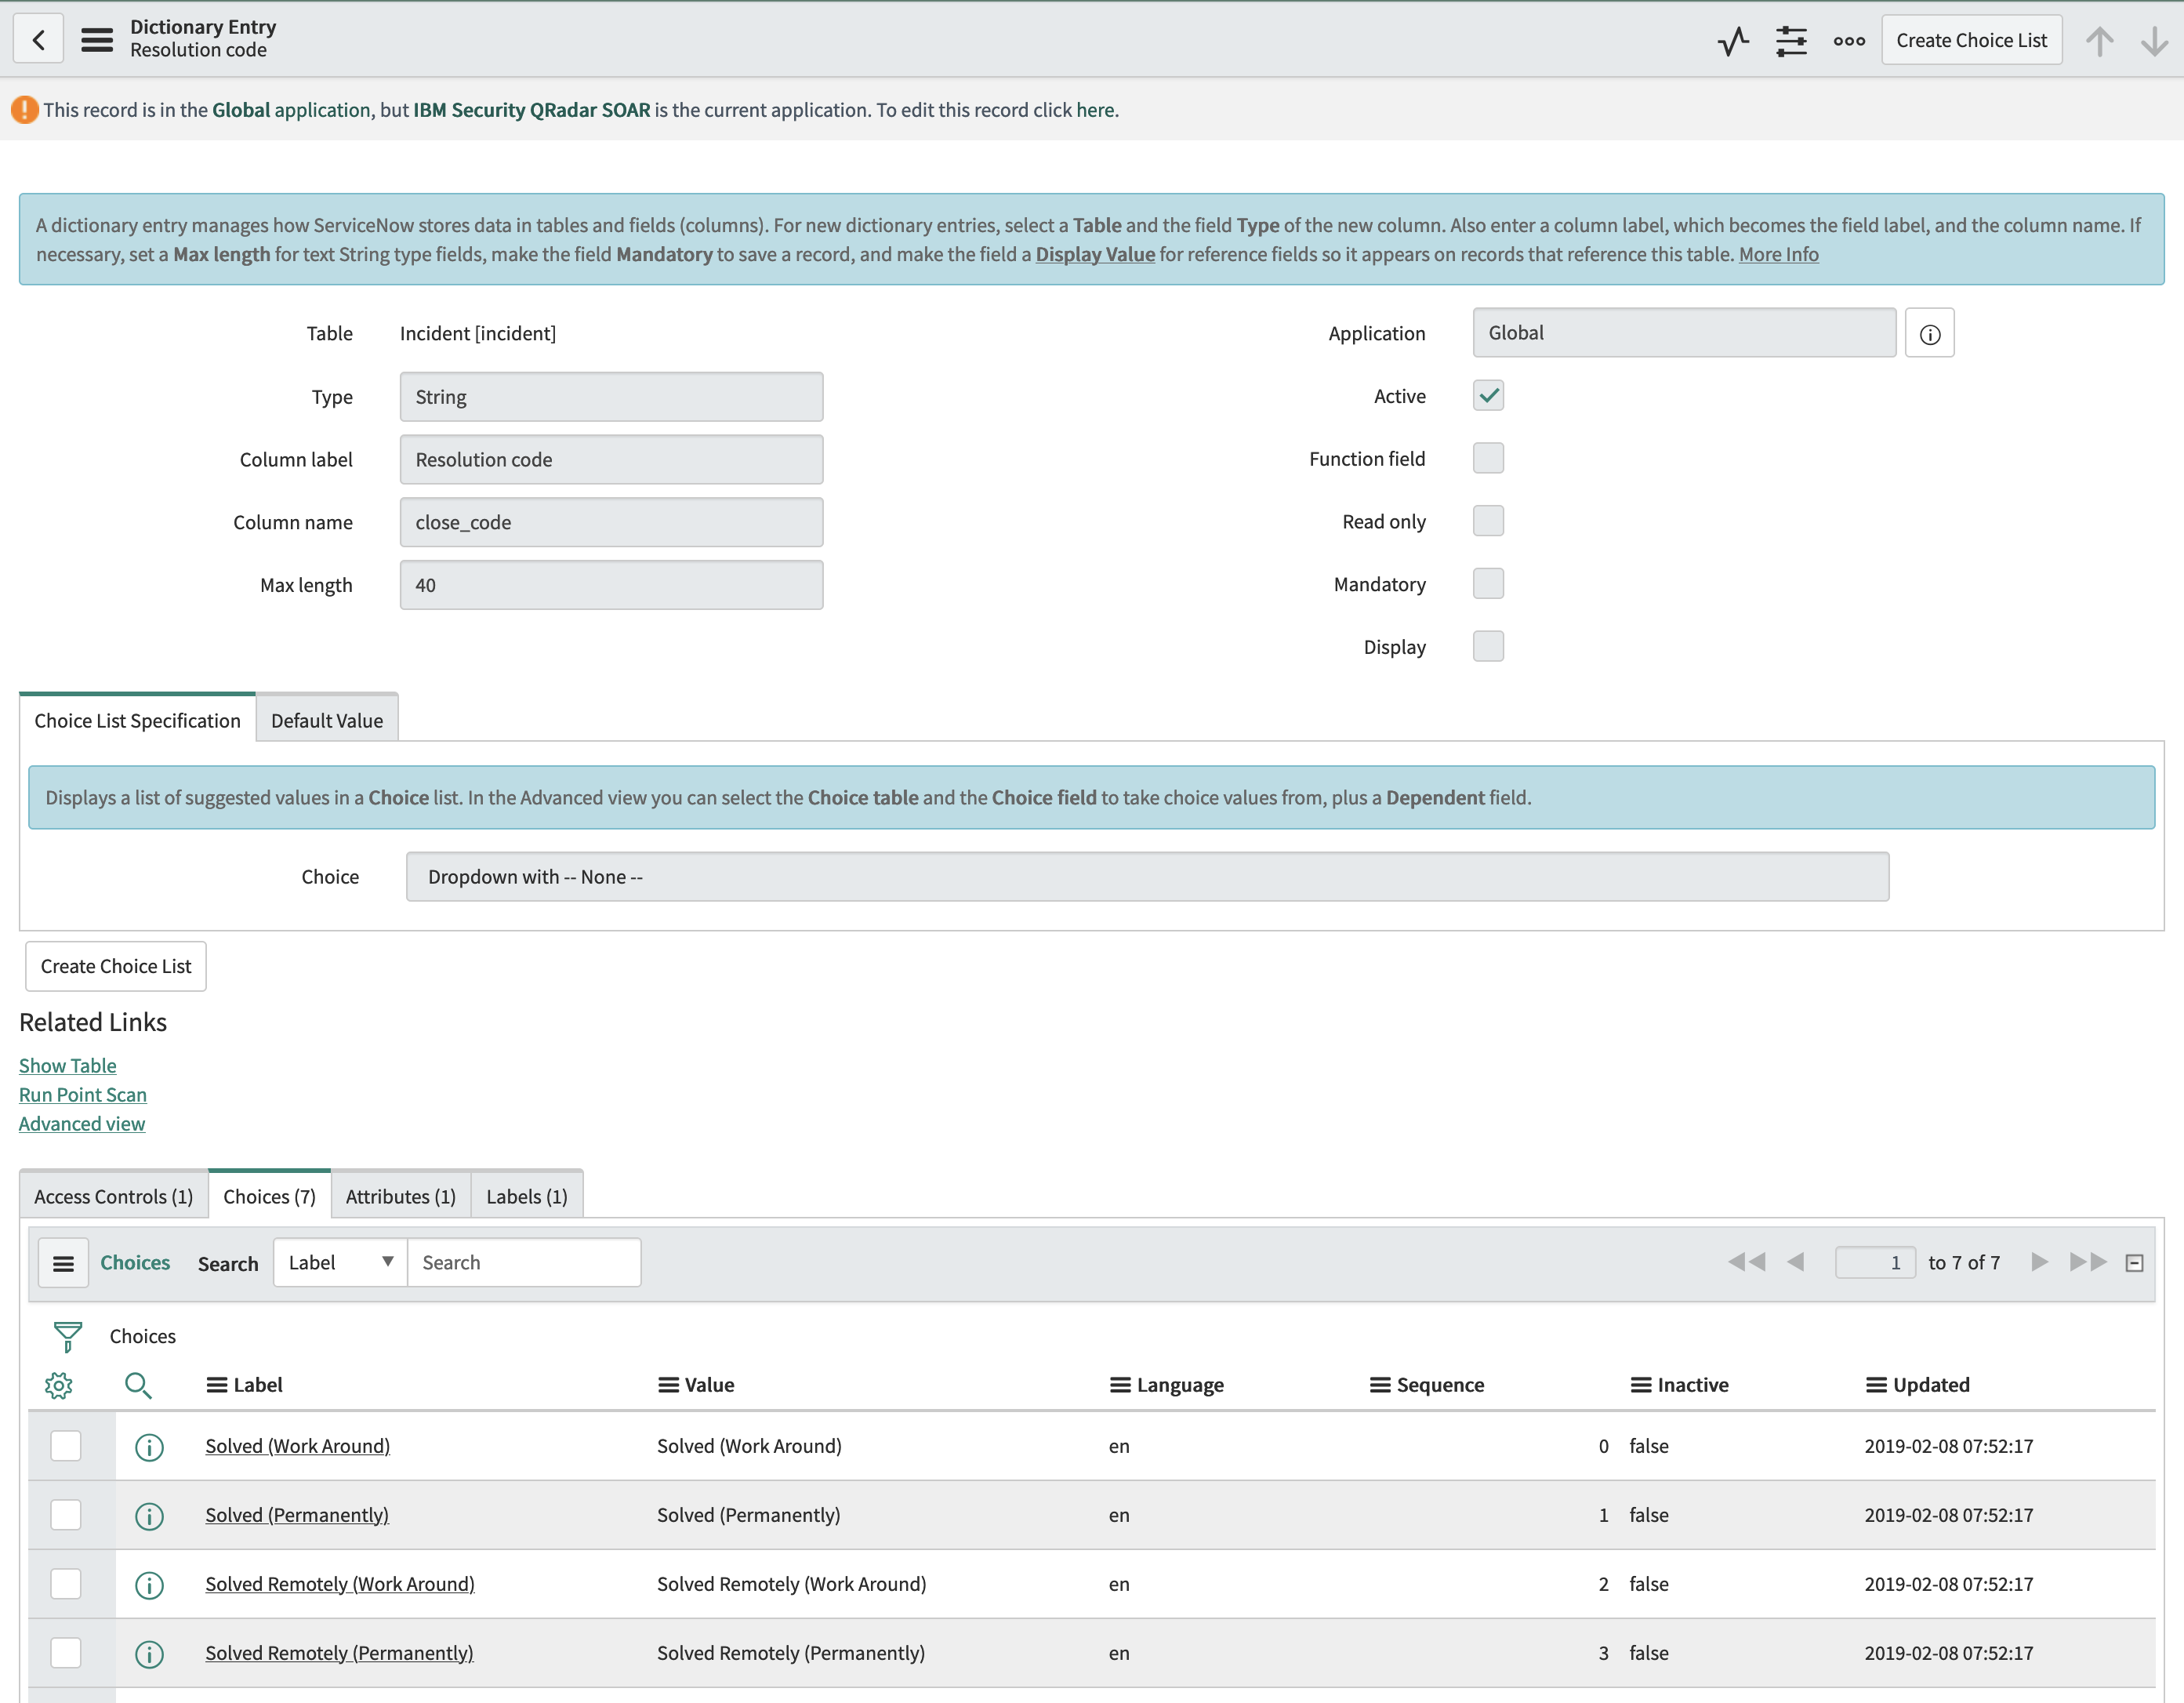 Dictionary Entry
Resolution code
Create Choice List
This record is in the Global application, but IBM Security QRadar SOAR is the current application. To edit this record click here.
A dictionary entry manages how ServiceNow stores data in tables and fields (columns). For new dictionary entries, select a Table and the field Type of the new column. Also enter a column label, which becomes the field label, and the column name. If
necessary, set a Max length for text String type fields, make the field Mandatory to save a record, and make the field a Display Value for reference fields so it appears on records that reference this table. More Info
Table Incident [incident]
Application Global
Type String
Active
Column label Resolution code
Function field
Column name close_code
Read only
Max length 40
Mandatory
Display
Choice List Specification Default Value
Displays a list of suggested values in a Choice list. In the Advanced view you can select the Choice table and the Choice field to take choice values from, plus a Dependent field.
Choice Dropdown with -- None --
Create Choice List
Related Links
Show Table
Run Point Scan
Advanced view
Access Controls (1) Choices (7) Attributes (1) Labels (1)
Choices Search Label Search 1 to 7 of 7
Choices
Label Value Language Sequence Inactive Updated
Solved (Work Around) Solved (Work Around) en 0 false 2019-02-08 07:52:17
Solved (Permanently) Solved (Permanently) en 1 false 2019-02-08 07:52:17
Solved Remotely (Work Around) Solved Remotely (Work Around) en 2 false 2019-02-08 07:52:17
Solved Remotely (Permanently) Solved Remotely (Permanently) en 3 false 2019-02-08 07:52:17